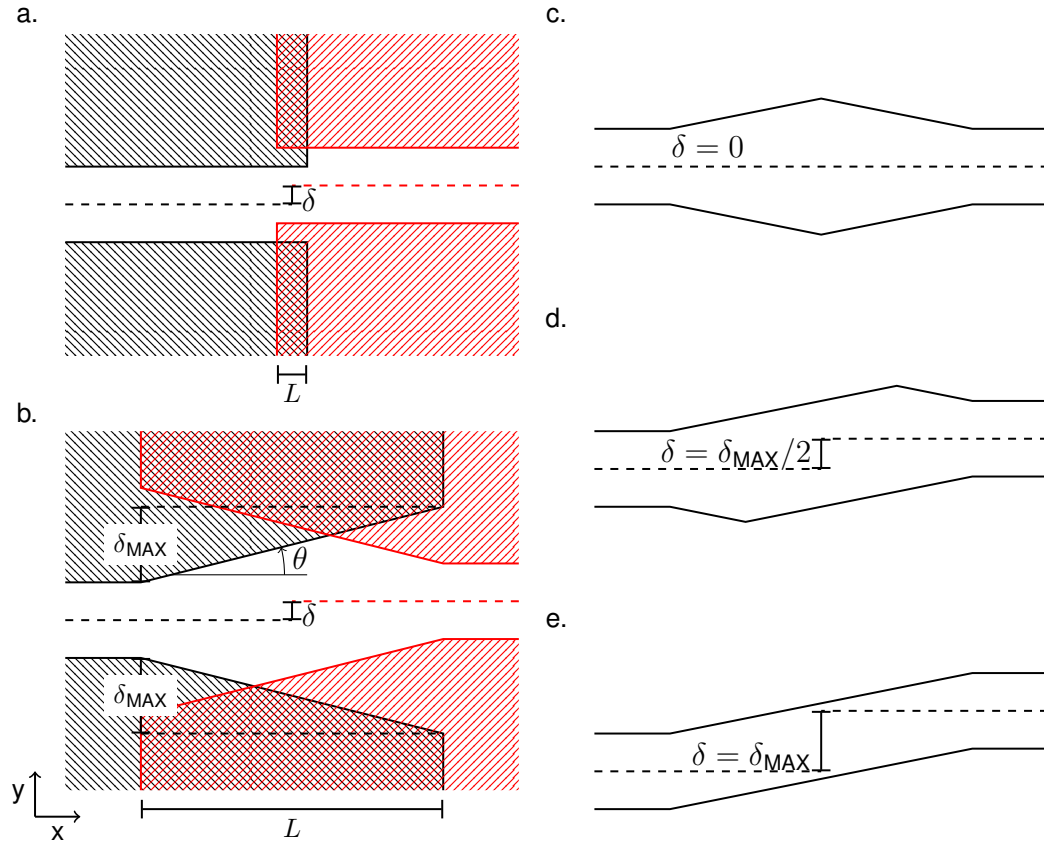 a.
δ
L
b.
δMAX
θ
δ
δMAX
y
x
L
c.
δ = 0
d.
δ = δMAX/2
e.
δ = δMAX